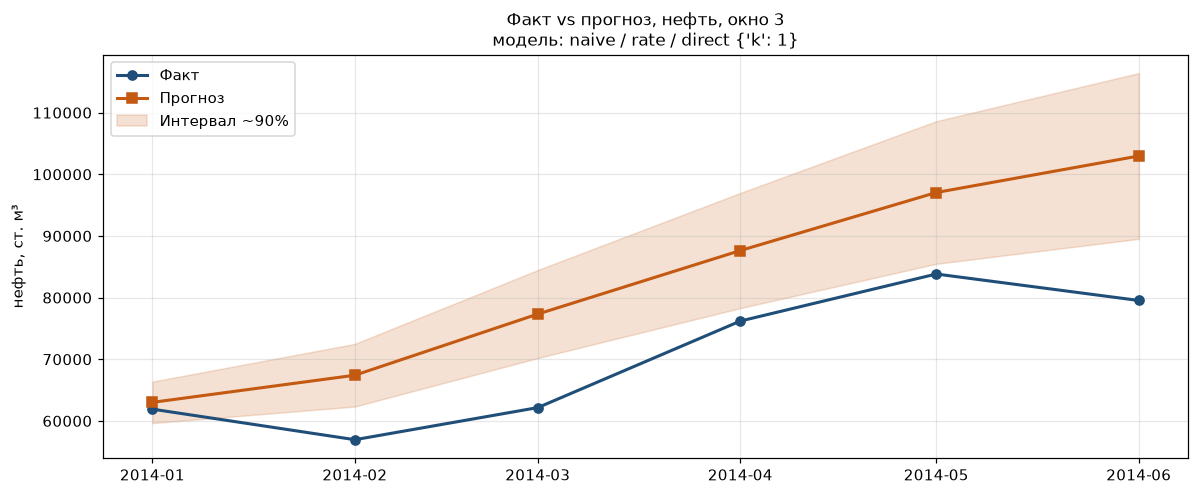 Факт vs прогноз, нефть, окно 3
модель: naive / rate / direct {'k': 1}
Факт
Прогноз
Интервал ~90%
нефть, ст. м³
110000
100000
90000
80000
70000
60000
2014-01
2014-02
2014-03
2014-04
2014-05
2014-06